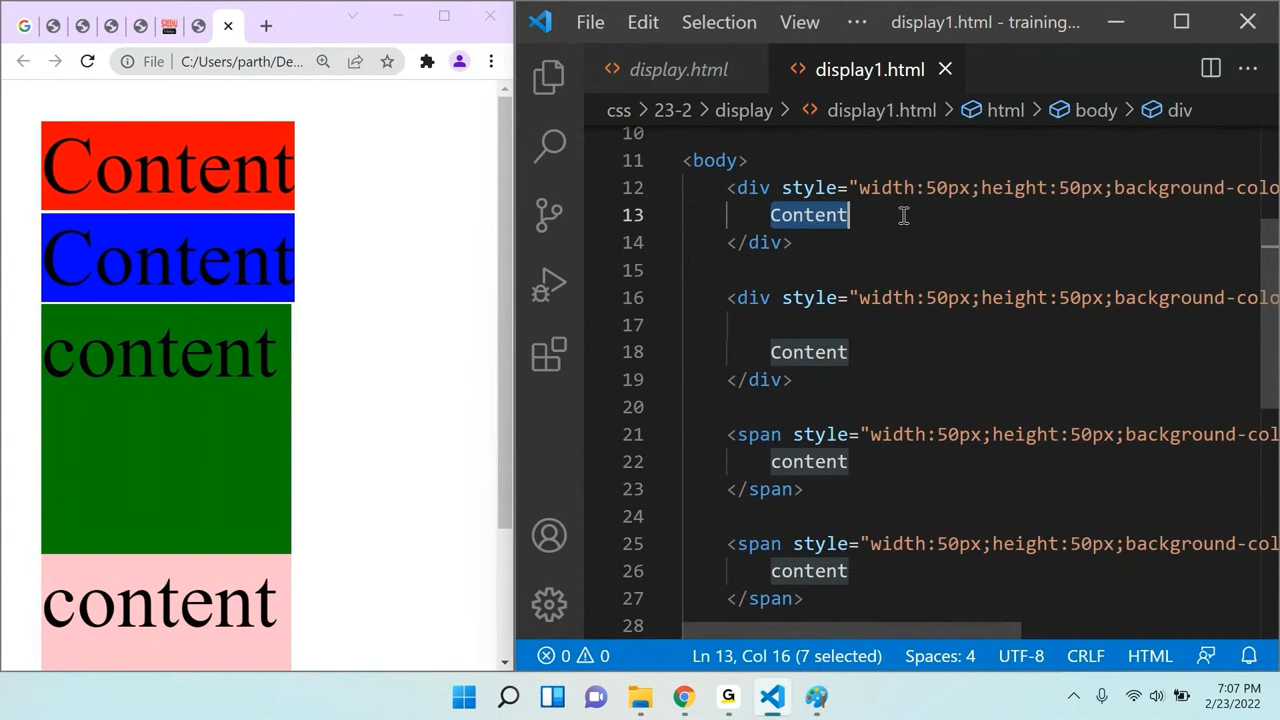 File C:/Users/parth/De...
Content
Content
content
content
File Edit Selection View ··· display1.html - training...
display.html display1.html
css > 23-2 > display > display1.html > html > body > div
10
11 <body>
12 <div style="width:50px;height:50px;background-colo
13 Content
14 </div>
15
16 <div style="width:50px;height:50px;background-colo
17
18 Content
19 </div>
20
21 <span style="width:50px;height:50px;background-col
22 content
23 </span>
24
25 <span style="width:50px;height:50px;background-col
26 content
27 </span>
28
0 0 Ln 13, Col 16 (7 selected) Spaces: 4 UTF-8 CRLF HTML
7:07 PM
2/23/2022